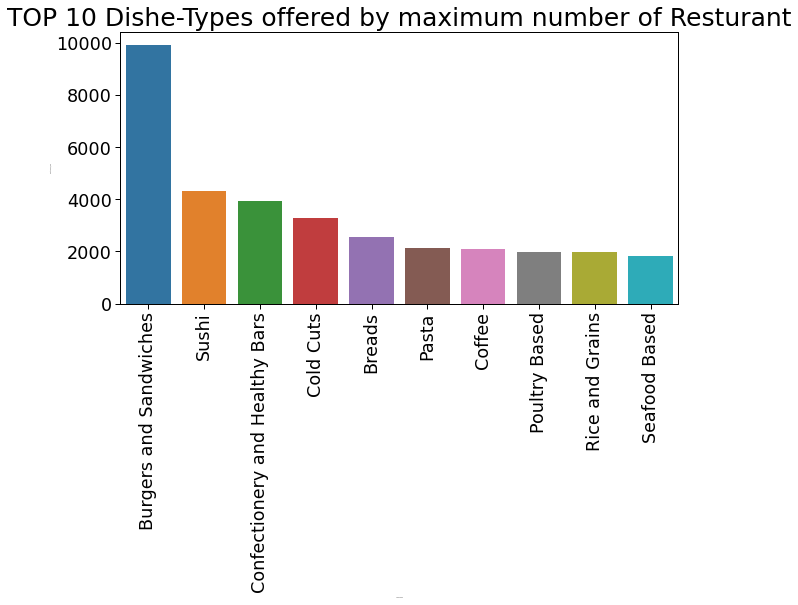 TOP 10 Dishe-Types offered by maximum number of Resturant
10000
8000
6000
4000
2000
0
Burgers and Sandwiches
Sushi
Confectionery and Healthy Bars
Cold Cuts
Breads
Pasta
Coffee
Poultry Based
Rice and Grains
Seafood Based